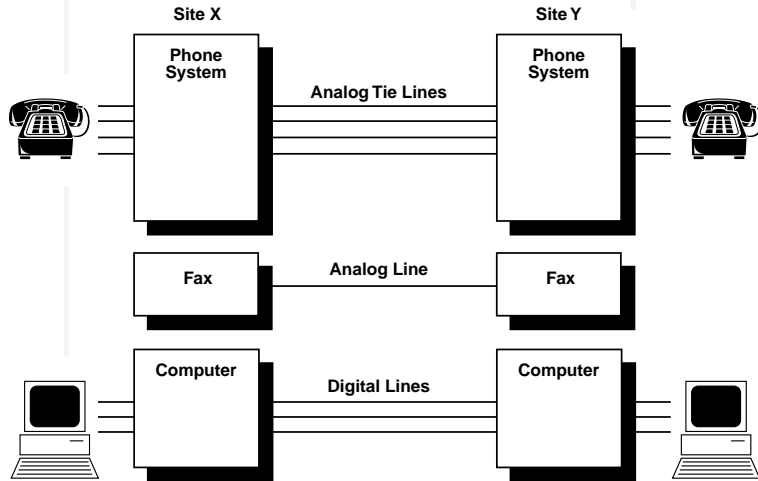 Site X
Site Y
Phone
System
Analog Tie Lines
Phone
System
Fax
Analog Line
Fax
Computer
Digital Lines
Computer